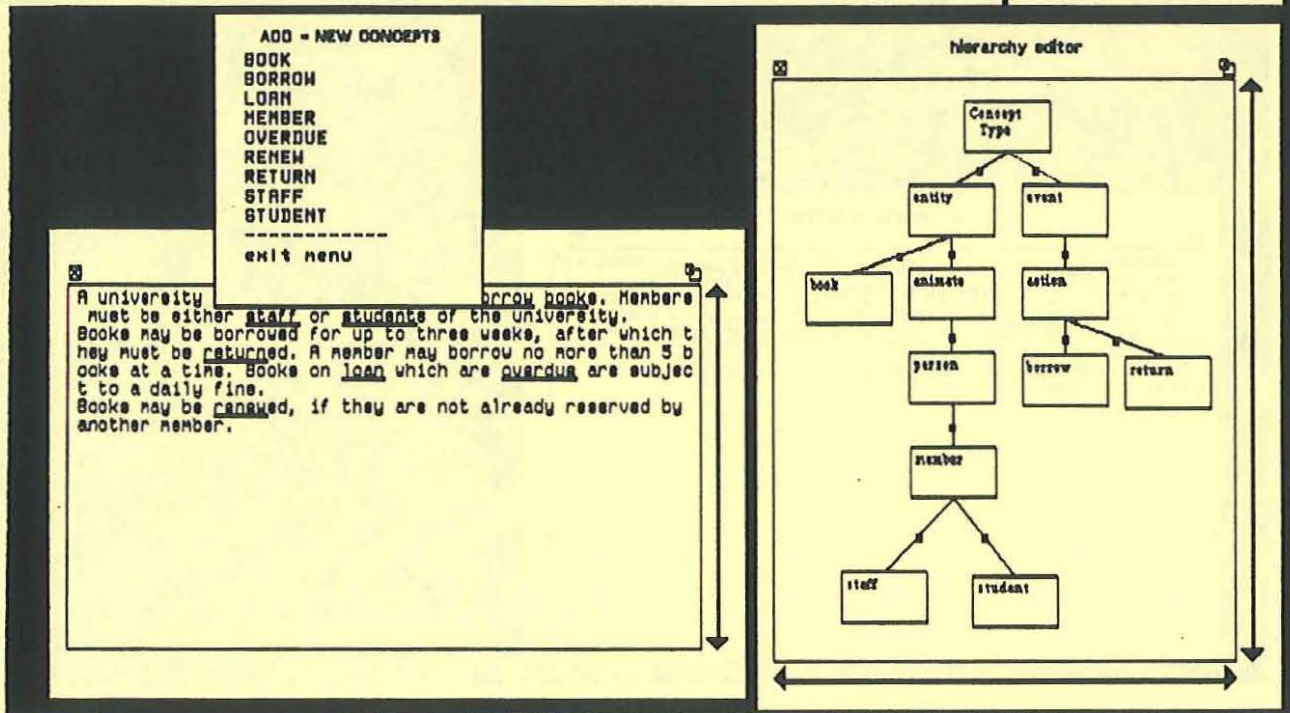 ADD - NEW CONCEPTS
BOOK
BORROW
LOAN
MEMBER
OVERDUE
RENEW
RETURN
STAFF
STUDENT
-------------
exit menu
A university borrow books. Members
must be either staff or students of the university.
Books may be borrowed for up to three weeks, after which t
hey must be returned. A member may borrow no more than 5 b
ooks at a time. Books on loan which are overdue are subjec
t to a daily fine.
Books may be renewed, if they are not already reserved by
another member.
hierarchy editor
Concept
Type
entity
event
book
animate
action
person
borrow
return
member
staff
student